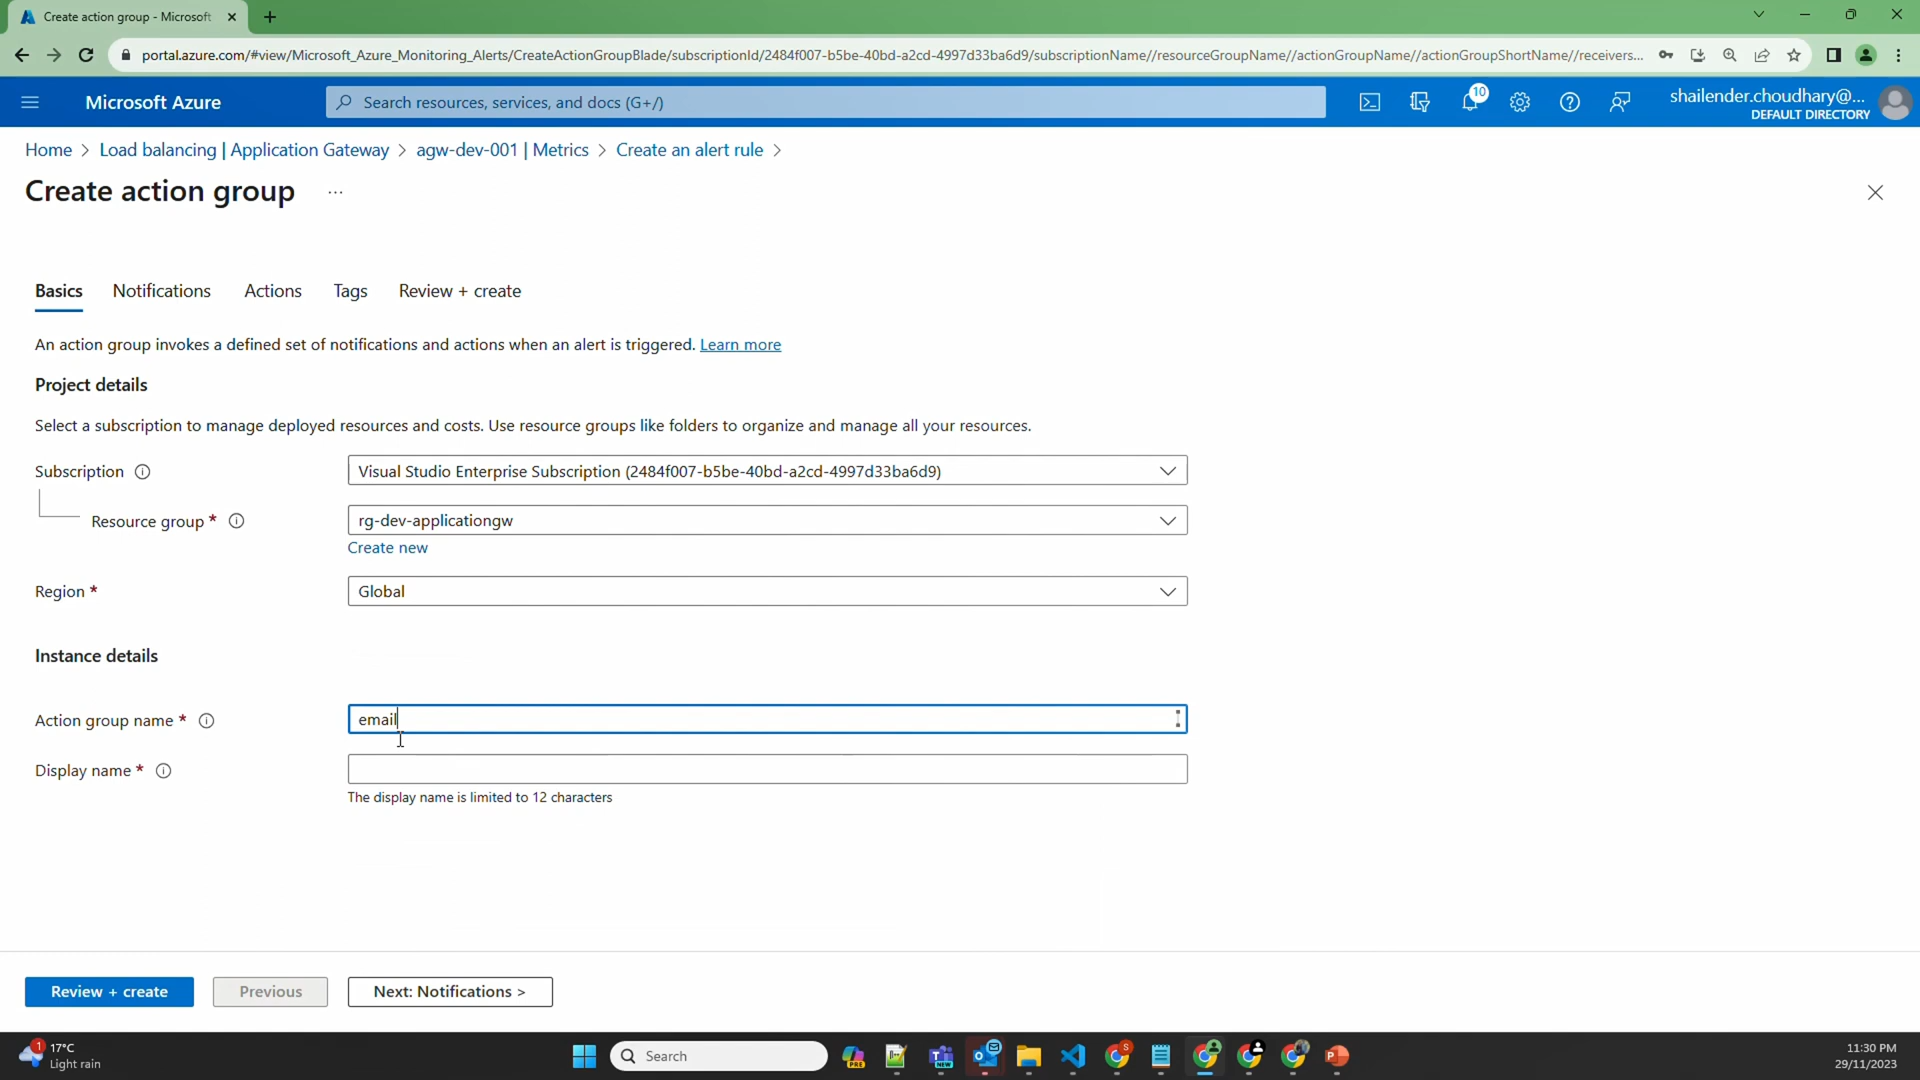 Create action group - Microsoft
portal.azure.com/#view/Microsoft_Azure_Monitoring_Alerts/CreateActionGroupBlade/subscriptionId/2484f007-b5be-40bd-a2cd-4997d33ba6d9/subscriptionName//resourceGroupName//actionGroupName//actionGroupShortName//receivers...
Microsoft Azure
Search resources, services, and docs (G+/)
10
shailender.choudhary@...
DEFAULT DIRECTORY
Home > Load balancing | Application Gateway > agw-dev-001 | Metrics > Create an alert rule >
Create action group ...
Basics Notifications Actions Tags Review + create
An action group invokes a defined set of notifications and actions when an alert is triggered. Learn more
Project details
Select a subscription to manage deployed resources and costs. Use resource groups like folders to organize and manage all your resources.
Subscription
Visual Studio Enterprise Subscription (2484f007-b5be-40bd-a2cd-4997d33ba6d9)
Resource group *
rg-dev-applicationgw
Create new
Region *
Global
Instance details
Action group name *
email
Display name *
The display name is limited to 12 characters
Review + create Previous Next: Notifications >
1
17°C
Light rain
Search
PRE
NEW
S
11:30 PM
29/11/2023